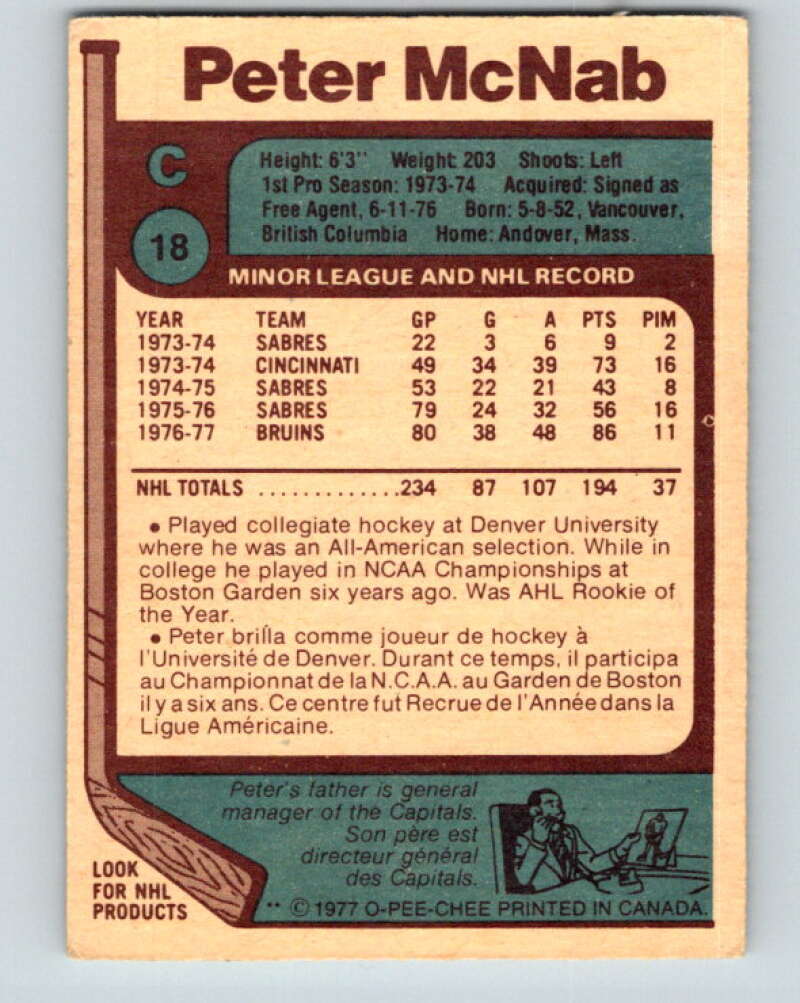 Peter McNab
C
18
Height: 6'3" Weight: 203 Shoots: Left
1st Pro Season: 1973-74 Acquired: Signed as
Free Agent, 6-11-76 Born: 5-8-52, Vancouver,
British Columbia Home: Andover, Mass.
MINOR LEAGUE AND NHL RECORD
YEAR TEAM GP G A PTS PIM
1973-74 SABRES 22 3 6 9 2
1973-74 CINCINNATI 49 34 39 73 16
1974-75 SABRES 53 22 21 43 8
1975-76 SABRES 79 24 32 56 16
1976-77 BRUINS 80 38 48 86 11
NHL TOTALS .............234 87 107 194 37
• Played collegiate hockey at Denver University
where he was an All-American selection. While in
college he played in NCAA Championships at
Boston Garden six years ago. Was AHL Rookie of
the Year.
• Peter brilla comme joueur de hockey à
l'Université de Denver. Durant ce temps, il participa
au Championnat de la N.C.A.A. au Garden de Boston
il y a six ans. Ce centre fut Recrue de l'Année dans la
Ligue Américaine.
Peter's father is general
manager of the Capitals.
Son père est
directeur général
des Capitals.
LOOK
FOR NHL
PRODUCTS
** © 1977 O-PEE-CHEE PRINTED IN CANADA.